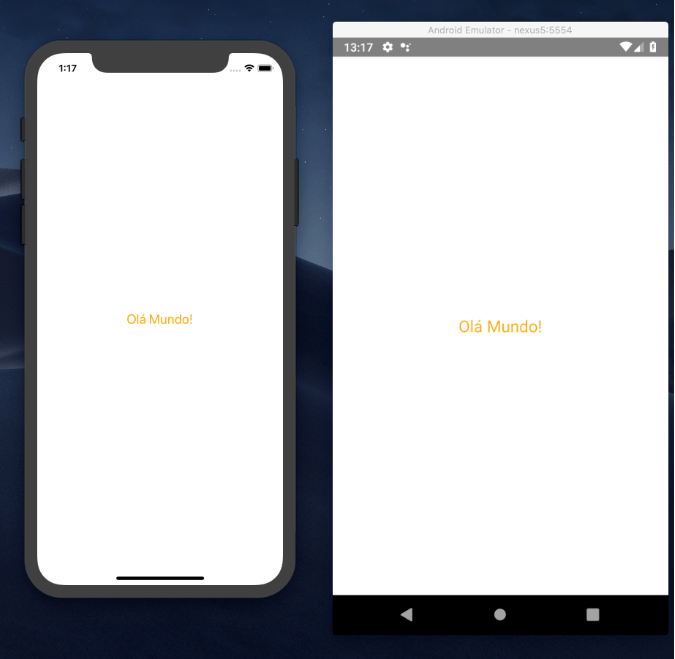 1:17
Olá Mundo!
Android Emulator - nexus5:5554
13:17
Olá Mundo!